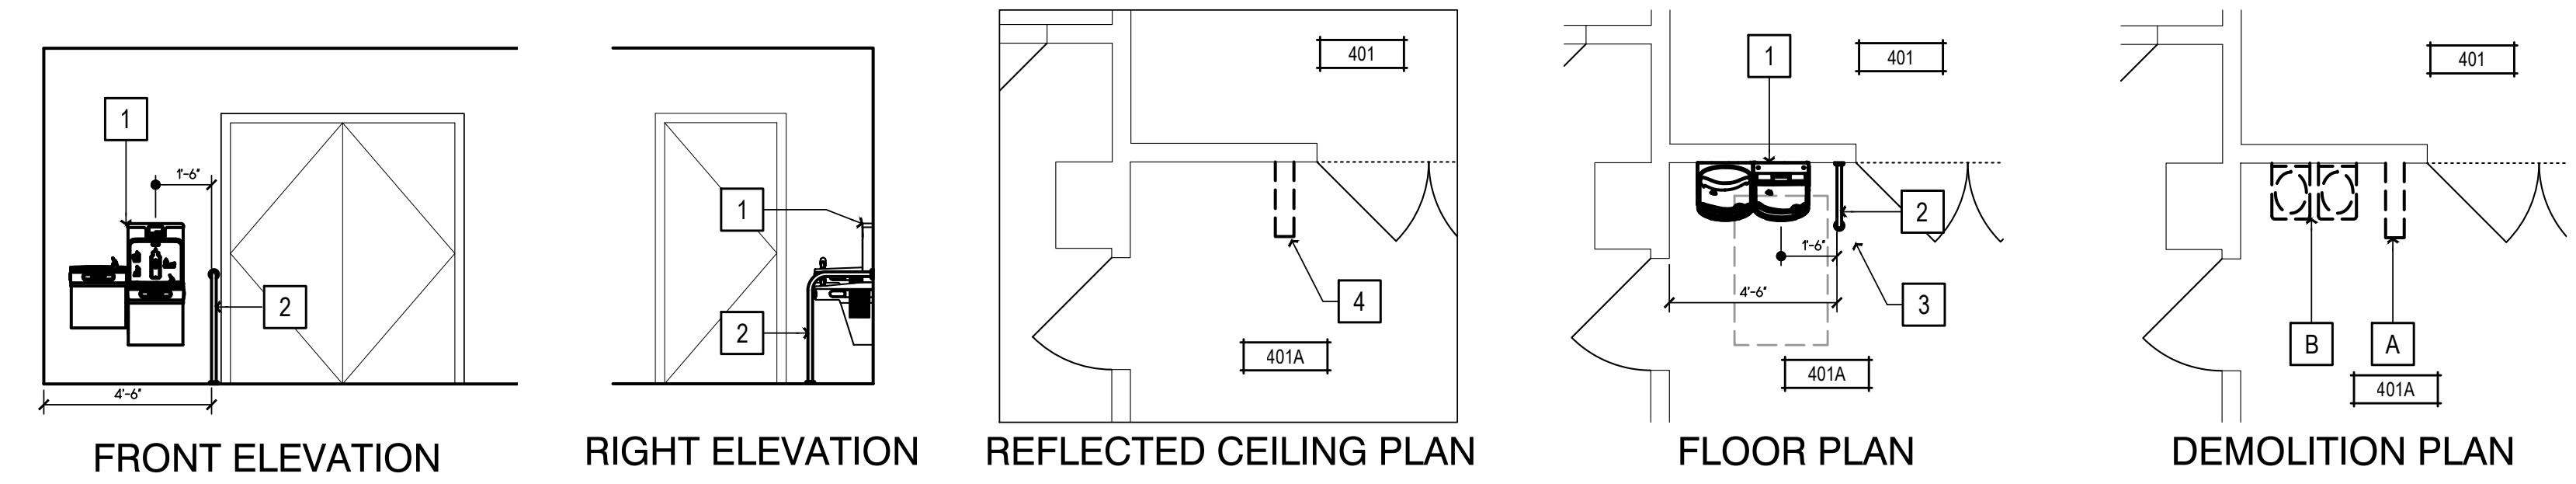 1
1'-6"
2
4'-6"
FRONT ELEVATION
1
2
RIGHT ELEVATION
401
4
401A
REFLECTED CEILING PLAN
1
401
2
1'-6"
4'-6"
3
401A
FLOOR PLAN
401
B
A
401A
DEMOLITION PLAN